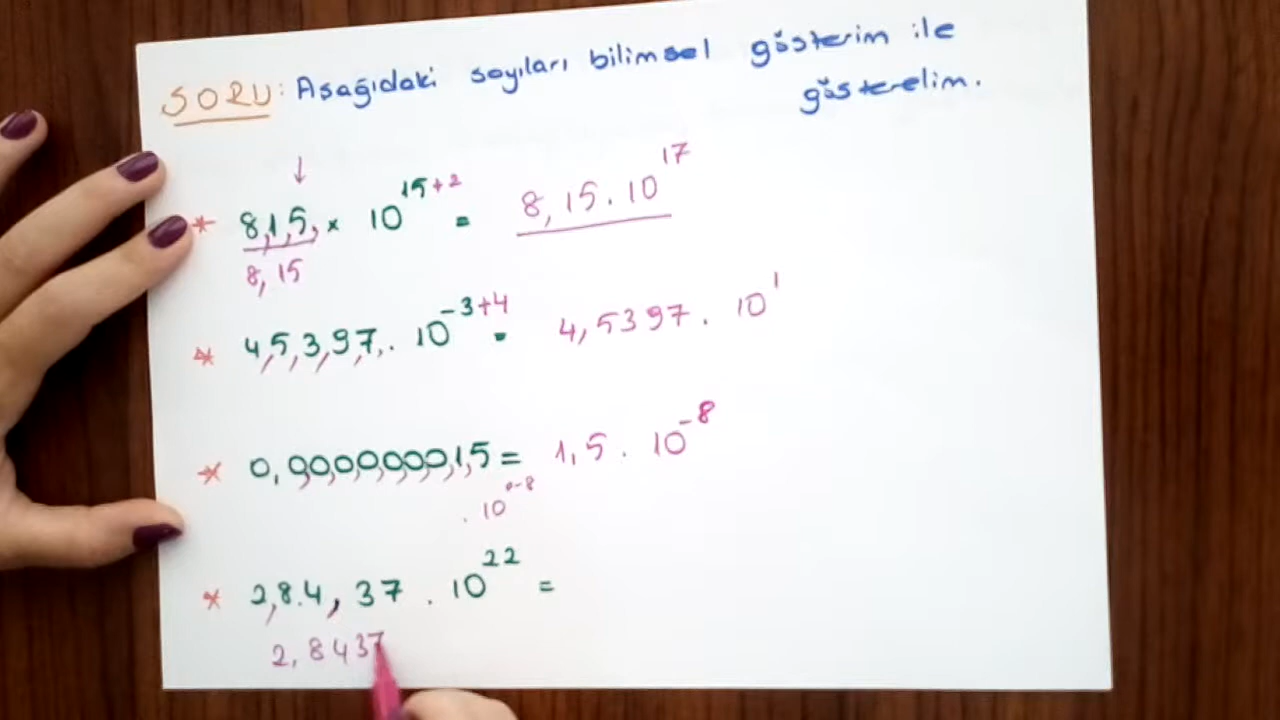 SORU: Aşağıdaki sayıları bilimsel gösterim ile
gösterelim.
* 8,1,5, × 10^15+2 = 8,15.10^17
8,15
* 4,5,3,9,7,. 10^-3+4 = 4,5397 . 10^1
* 0,000000001,5 = 1,5 . 10^-8
. 10^0-8
* 2,8.4,37 . 10^22 =
2,8437